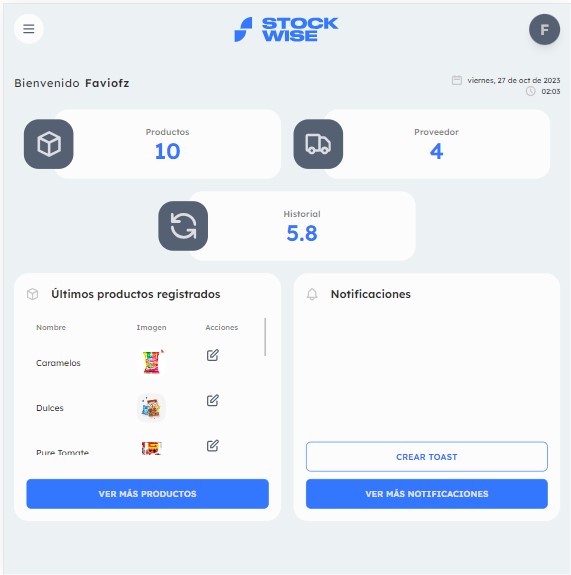 STOCK
WISE
F
Bienvenido Faviofz
viernes, 27 de oct de 2023
02:03
Productos
10
Proveedor
4
Historial
5.8
Últimos productos registrados
Nombre Imagen Acciones
Caramelos
Dulces
Pure Tomate
VER MÁS PRODUCTOS
Notificaciones
CREAR TOAST
VER MÁS NOTIFICACIONES